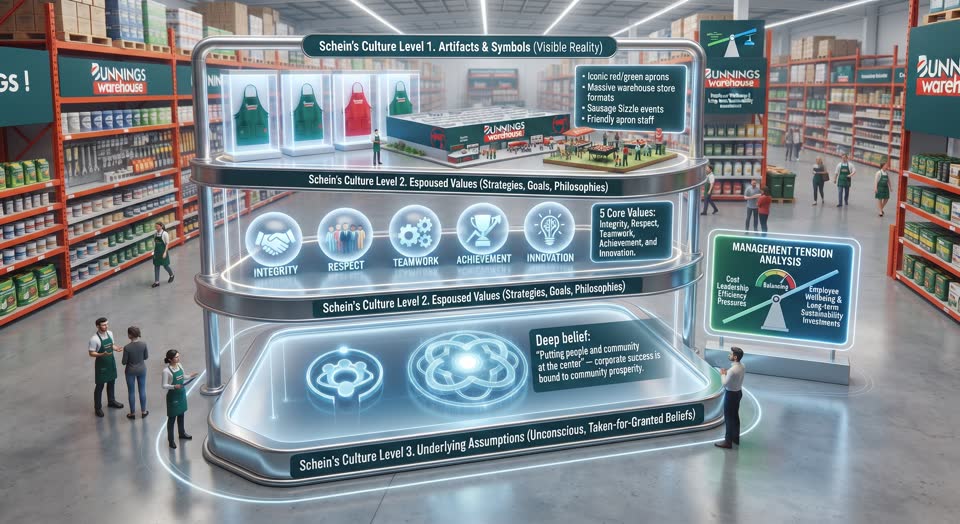 Schein's Culture Level 1. Artifacts & Symbols (Visible Reality)
S !
BUNNINGS
warehouse
BUNNINGS
warehouse
BUNNINGS
warehouse
• Iconic red/green aprons
• Massive warehouse store
formats
• Sausage Sizzle events
• Friendly apron staff
BUNNINGS
warehouse
Schein's Culture Level 2. Espoused Values (Strategies, Goals, Philosophies)
INTEGRITY
RESPECT
TEAMWORK
ACHIEVEMENT
INNOVATION
5 Core Values:
Integrity, Respect,
Teamwork,
Achievement, and
Innovation.
Schein's Culture Level 2. Espoused Values (Strategies, Goals, Philosophies)
MANAGEMENT TENSION
ANALYSIS
Cost
Leadership
Efficiency
Pressures
Balancing
Employee
Wellbeing &
Long-term
Sustainability
Investments
Deep belief:
"Putting people and community
at the center" — corporate success is
bound to community prosperity.
Schein's Culture Level 3. Underlying Assumptions (Unconscious, Taken-for-Granted Beliefs)